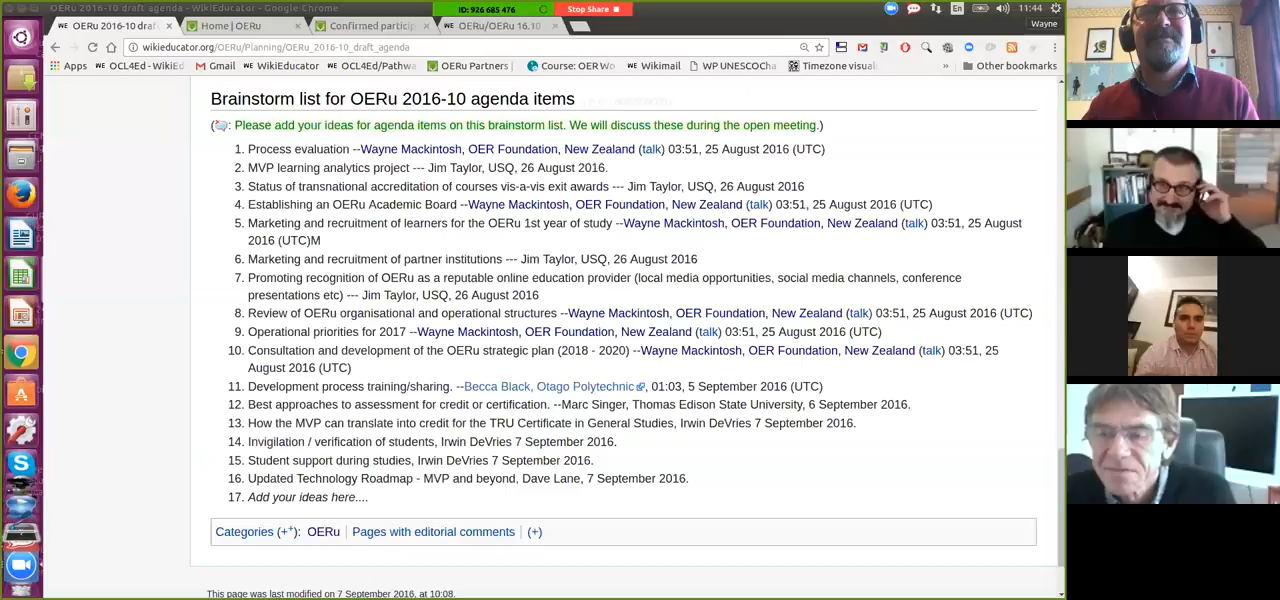 OERu 2016-10 draft agenda - WikiEducator - Google Chrome
ID: 926 685 476
Stop Share
En
11:44
OERu 2016-10 draft
Home | OERu
Confirmed particip
OERu/OERu 16.10
Wayne
wikieducator.org/OERu/Planning/OERu_2016-10_draft_agenda
Apps
WE OCL4Ed - WikiEd
Gmail
WE WikiEducator
WE OCL4Ed/Pathwa
OERu Partners |
Course: OER Wo
WE Wikimail
WP UNESCOCha
Timezone visual
»
Other bookmarks
Brainstorm list for OERu 2016-10 agenda items
(: Please add your ideas for agenda items on this brainstorm list. We will discuss these during the open meeting.)
1. Process evaluation --Wayne Mackintosh, OER Foundation, New Zealand (talk) 03:51, 25 August 2016 (UTC)
2. MVP learning analytics project --- Jim Taylor, USQ, 26 August 2016.
3. Status of transnational accreditation of courses vis-a-vis exit awards --- Jim Taylor, USQ, 26 August 2016
4. Establishing an OERu Academic Board --Wayne Mackintosh, OER Foundation, New Zealand (talk) 03:51, 25 August 2016 (UTC)
5. Marketing and recruitment of learners for the OERu 1st year of study --Wayne Mackintosh, OER Foundation, New Zealand (talk) 03:51, 25 August
2016 (UTC)M
6. Marketing and recruitment of partner institutions --- Jim Taylor, USQ, 26 August 2016
7. Promoting recognition of OERu as a reputable online education provider (local media opportunities, social media channels, conference
presentations etc) --- Jim Taylor, USQ, 26 August 2016
8. Review of OERu organisational and operational structures --Wayne Mackintosh, OER Foundation, New Zealand (talk) 03:51, 25 August 2016 (UTC)
9. Operational priorities for 2017 --Wayne Mackintosh, OER Foundation, New Zealand (talk) 03:51, 25 August 2016 (UTC)
10. Consultation and development of the OERu strategic plan (2018 - 2020) --Wayne Mackintosh, OER Foundation, New Zealand (talk) 03:51, 25
August 2016 (UTC)
11. Development process training/sharing. --Becca Black, Otago Polytechnic, 01:03, 5 September 2016 (UTC)
12. Best approaches to assessment for credit or certification. --Marc Singer, Thomas Edison State University, 6 September 2016.
13. How the MVP can translate into credit for the TRU Certificate in General Studies, Irwin DeVries 7 September 2016.
14. Invigilation / verification of students, Irwin DeVries 7 September 2016.
15. Student support during studies, Irwin DeVries 7 September 2016.
16. Updated Technology Roadmap - MVP and beyond, Dave Lane, 7 September 2016.
17. Add your ideas here....
Categories (++): OERu | Pages with editorial comments | (+)
This page was last modified on 7 September 2016, at 10:08.